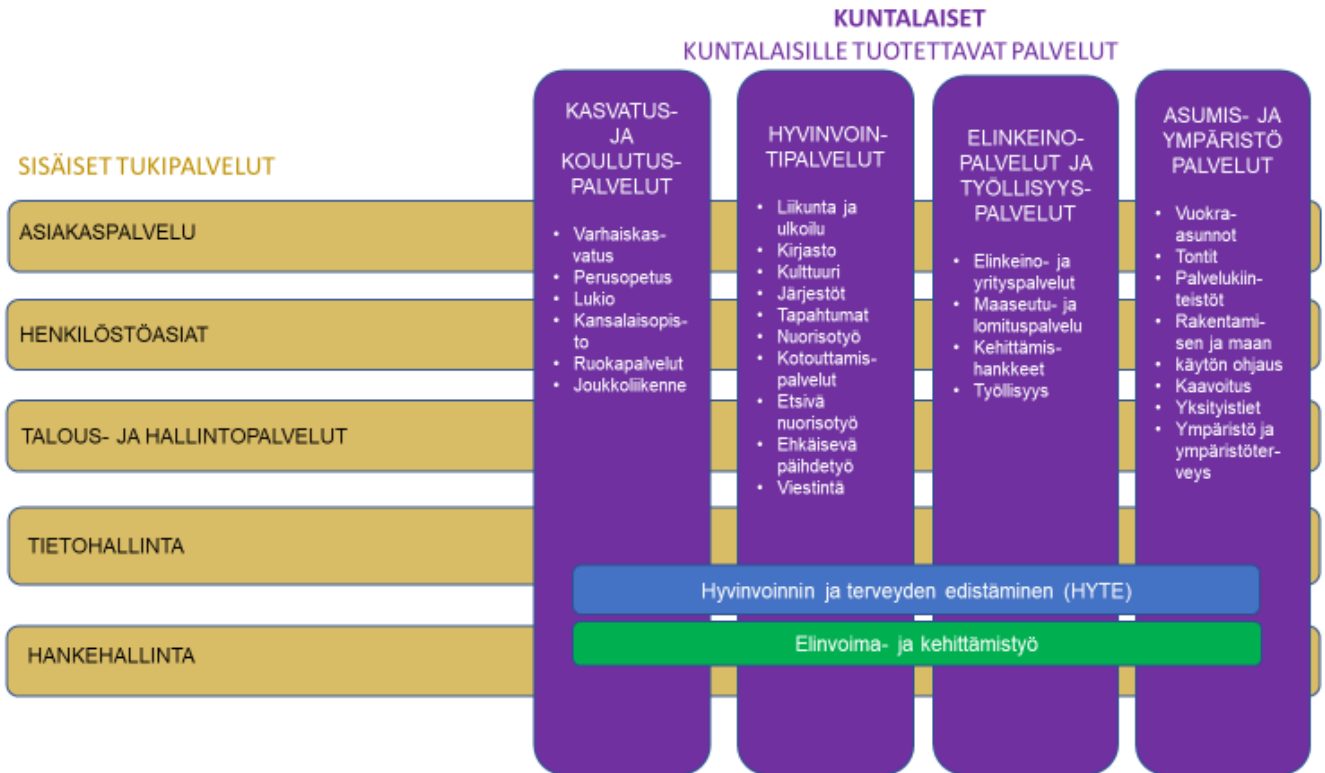 KUNTALAISET
KUNTALAISILLE TUOTETTAVAT PALVELUT
SISÄISET TUKIPALVELUT
ASIAKASPALVELU
HENKILÖSTÖASIAT
TALOUS- JA HALLINTOPALVELUT
TIETOHALLINTA
HANKEHALLINTA
KASVATUS-
JA
KOULUTUS-
PALVELUT
• Varhaiskas-
vatus
• Perusopetus
• Lukio
• Kansalaisopis-
to
• Ruokapalvelut
• Joukkoliikenne
HYVINVOIN-
TIPALVELUT
• Liikunta ja
ulkoilu
• Kirjasto
• Kulttuuri
• Järjestöt
• Tapahtumat
• Nuorisotyö
• Kotouttamis-
palvelut
• Etsivä
nuorisotyö
• Ehkäisevä
päihdetyö
• Viestintä
ELINKEINO-
PALVELUT JA
TYÖLLISYYS-
PALVELUT
• Elinkeino- ja
yrityspalvelut
• Maaseutu- ja
lomituspalvelu
• Kehittämis-
hankkeet
• Työllisyys
ASUMIS- JA
YMPÄRISTÖ
PALVELUT
• Vuokra-
asunnot
• Tontit
• Palvelukiin-
teistöt
• Rakentami-
sen ja maan
• käytön ohjaus
• Kaavoitus
• Yksityistiet
• Ympäristö ja
ympäristöter-
veys
Hyvinvoinnin ja terveyden edistäminen (HYTE)
Elinvoima- ja kehittämistyö